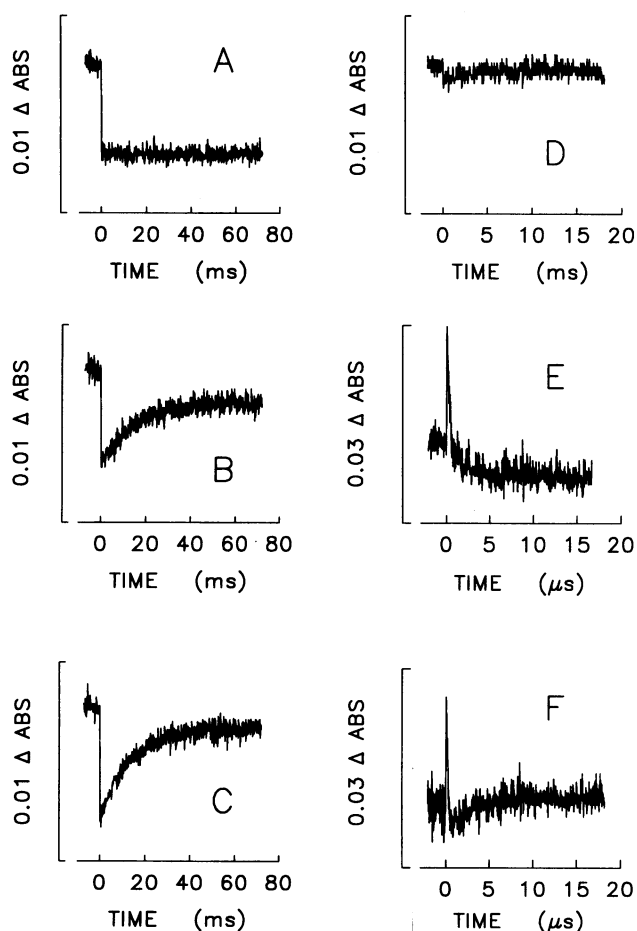 A
0.01 Δ ABS
0 20 40 60 80
TIME (ms)
D
0.01 Δ ABS
0 5 10 15 20
TIME (ms)
B
0.01 Δ ABS
0 20 40 60 80
TIME (ms)
E
0.03 Δ ABS
0 5 10 15 20
TIME (μs)
C
0.01 Δ ABS
0 20 40 60 80
TIME (ms)
F
0.03 Δ ABS
0 5 10 15 20
TIME (μs)